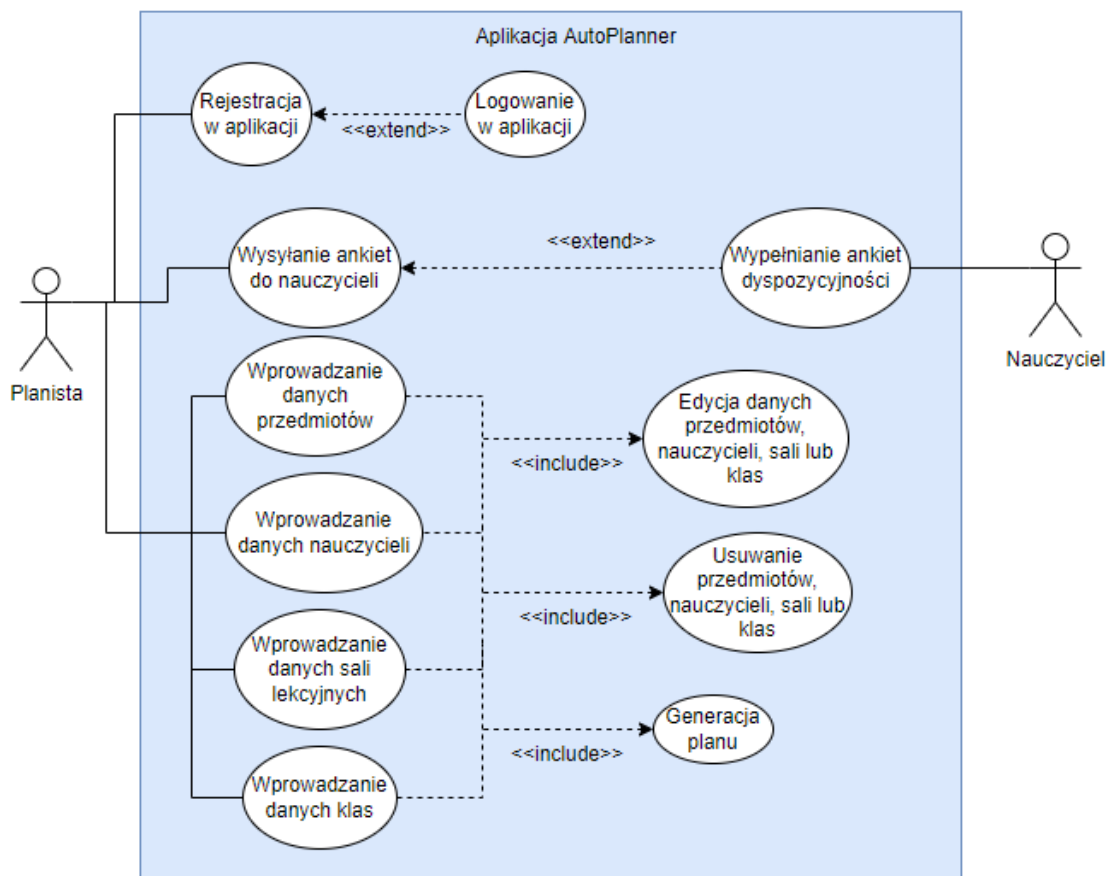 Aplikacja AutoPlanner
Rejestracja
w aplikacji
<<extend>>
Logowanie
w aplikacji
Wysyłanie ankiet
do nauczycieli
<<extend>>
Wypełnianie ankiet
dyspozycyjności
Planista
Nauczyciel
Wprowadzanie
danych
przedmiotów
Edycja danych
przedmiotów,
nauczycieli, sali lub
klas
<<include>>
Wprowadzanie
danych nauczycieli
Usuwanie
przedmiotów,
nauczycieli, sali lub
klas
<<include>>
Wprowadzanie
danych sali
lekcyjnych
Generacja
planu
<<include>>
Wprowadzanie
danych klas